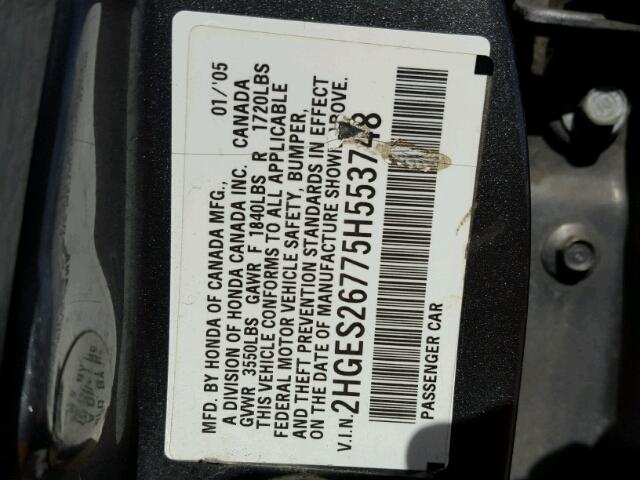 MFD. BY HONDA OF CANADA MFG., 01/'05
A DIVISION OF HONDA CANADA INC. CANADA
GVWR 3550LBS GAWR F 1840LBS R 1720LBS
THIS VEHICLE CONFORMS TO ALL APPLICABLE
FEDERAL MOTOR VEHICLE SAFETY, BUMPER,
AND THEFT PREVENTION STANDARDS IN EFFECT
ON THE DATE OF MANUFACTURE SHOWN ABOVE.
V.I.N. 2HGES26775H553748
PASSENGER CAR